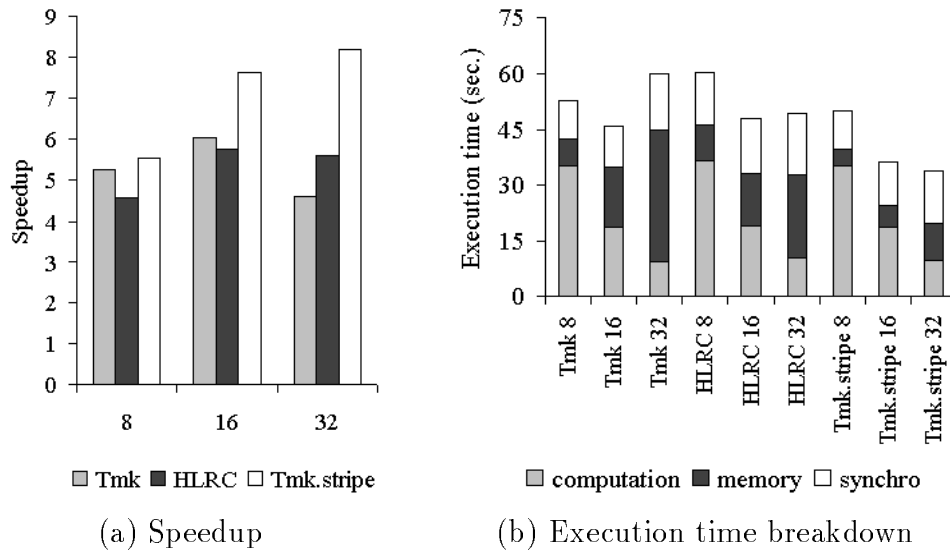 9
8
7
6
5
4
3
2
1
0
Speedup
8 16 32
Tmk HLRC Tmk.stripe
(a) Speedup
75
60
45
30
15
0
Execution time (sec.)
Tmk 8
Tmk 16
Tmk 32
HLRC 8
HLRC 16
HLRC 32
Tmk.stripe 8
Tmk.stripe 16
Tmk.stripe 32
computation memory synchro
(b) Execution time breakdown